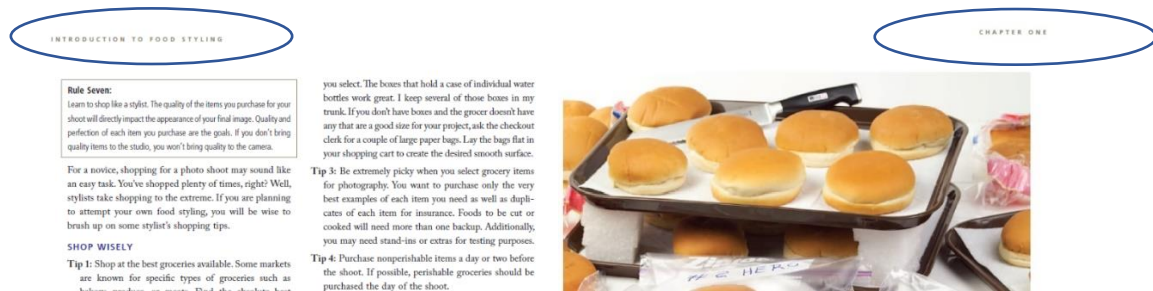 INTRODUCTION TO FOOD STYLING
CHAPTER ONE
Rule Seven:
Learn to shop like a stylist. The quality of the items you purchase for your
shoot will directly impact the appearance of your final image. Quality and
perfection of each item you purchase are the goals. If you don't bring
quality items to the studio, you won't bring quality to the camera.
For a novice, shopping for a photo shoot may sound like
an easy task. You've shopped plenty of times, right? Well,
stylists take shopping to the extreme. If you are planning
to attempt your own food styling, you will be wise to
brush up on some stylist's shopping tips.
SHOP WISELY
Tip 1: Shop at the best groceries available. Some markets
are known for specific types of groceries such as
you select. The boxes that hold a case of individual water
bottles work great. I keep several of those boxes in my
trunk. If you don't have boxes and the grocer doesn't have
any that are a good size for your project, ask the checkout
clerk for a couple of large paper bags. Lay the bags flat in
your shopping cart to create the desired smooth surface.
Tip 3: Be extremely picky when you select grocery items
for photography. You want to purchase only the very
best examples of each item you need as well as dupli-
cates of each item for insurance. Foods to be cut or
cooked will need more than one backup. Additionally,
you may need stand-ins or extras for testing purposes.
Tip 4: Purchase nonperishable items a day or two before
the shoot. If possible, perishable groceries should be
purchased the day of the shoot.
HERO